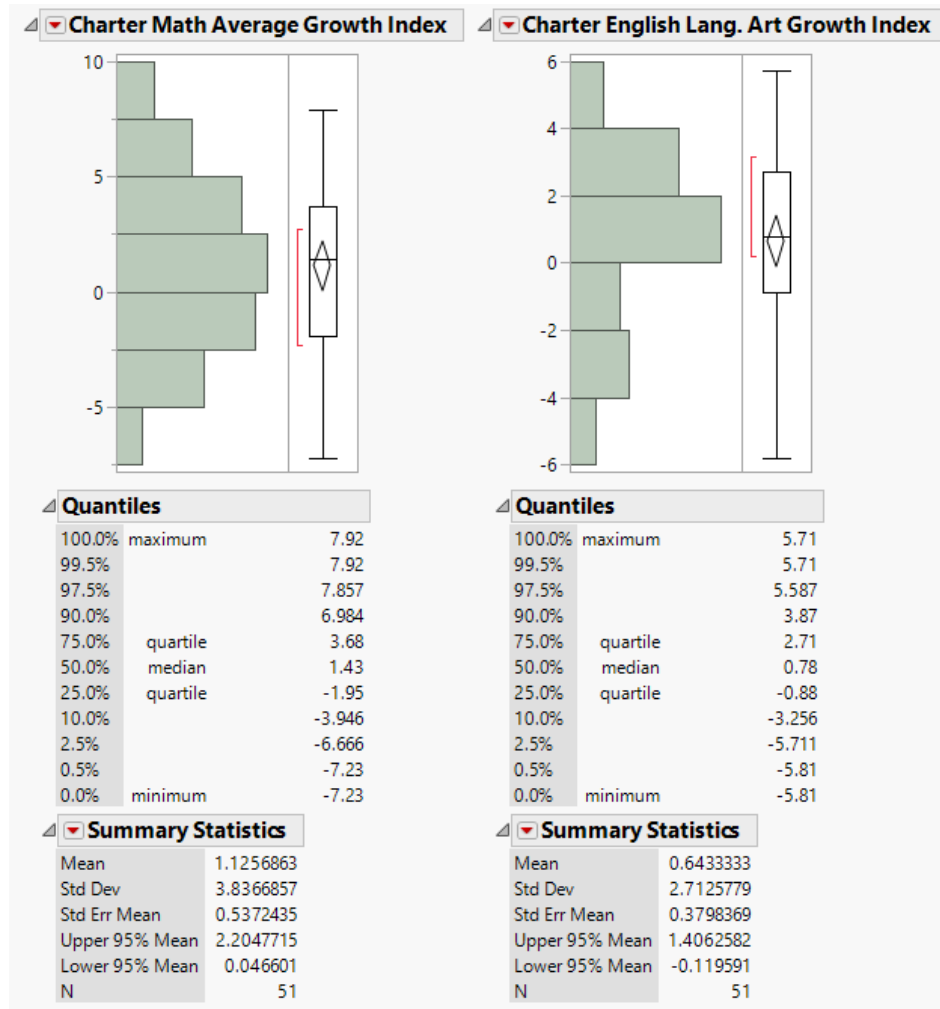 Charter Math Average Growth Index
10
5
0
-5
Quantiles
100.0% maximum 7.92
99.5% 7.92
97.5% 7.857
90.0% 6.984
75.0% quartile 3.68
50.0% median 1.43
25.0% quartile -1.95
10.0% -3.946
2.5% -6.666
0.5% -7.23
0.0% minimum -7.23
Summary Statistics
Mean 1.1256863
Std Dev 3.8366857
Std Err Mean 0.5372435
Upper 95% Mean 2.2047715
Lower 95% Mean 0.046601
N 51
Charter English Lang. Art Growth Index
6
4
2
0
-2
-4
-6
Quantiles
100.0% maximum 5.71
99.5% 5.71
97.5% 5.587
90.0% 3.87
75.0% quartile 2.71
50.0% median 0.78
25.0% quartile -0.88
10.0% -3.256
2.5% -5.711
0.5% -5.81
0.0% minimum -5.81
Summary Statistics
Mean 0.6433333
Std Dev 2.7125779
Std Err Mean 0.3798369
Upper 95% Mean 1.4062582
Lower 95% Mean -0.119591
N 51